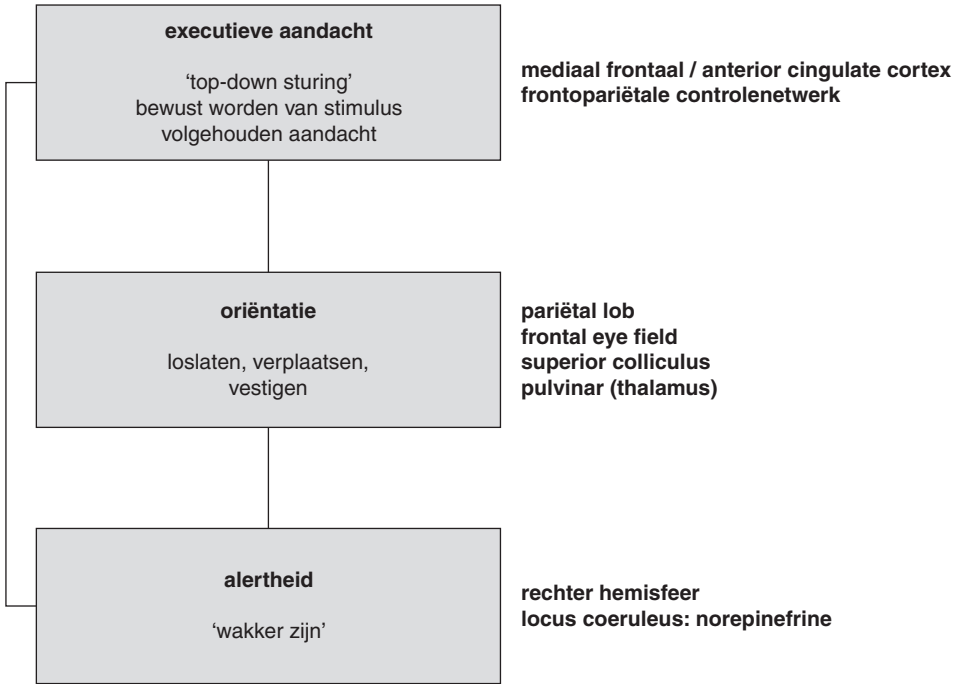 executieve aandacht
‘top-down sturing’
bewust worden van stimulus
volgehouden aandacht
mediaal frontaal / anterior cingulate cortex
frontopariëtale controlenetwerk
oriëntatie
loslaten, verplaatsen,
vestigen
pariëtal lob
frontal eye field
superior colliculus
pulvinar (thalamus)
alertheid
‘wakker zijn’
rechter hemisfeer
locus coeruleus: norepinefrine